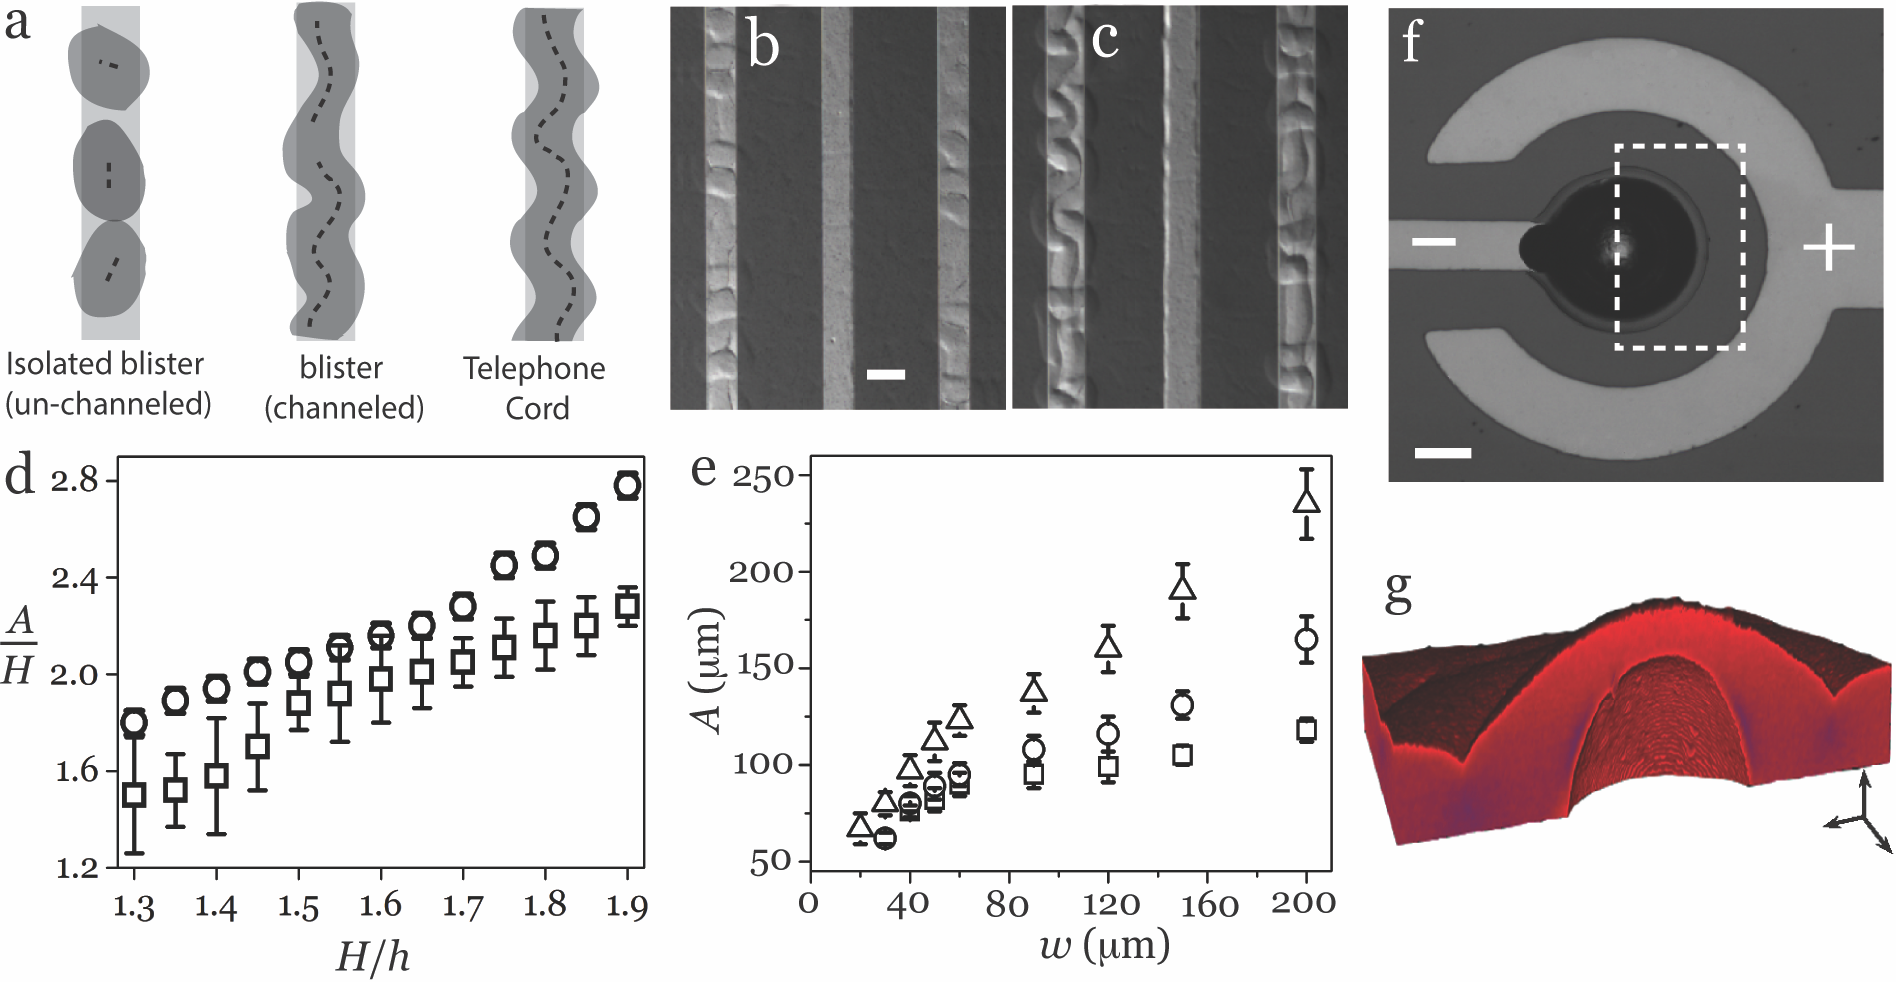 a
Isolated blister
(un-channeled)
blister
(channeled)
Telephone
Cord
b
c
d
2.8
2.4
2.0
1.6
1.2
A
H
1.3 1.4 1.5 1.6 1.7 1.8 1.9
H/h
e
250
200
150
100
50
A (μm)
0 40 80 120 160 200
w (μm)
f
− +
g